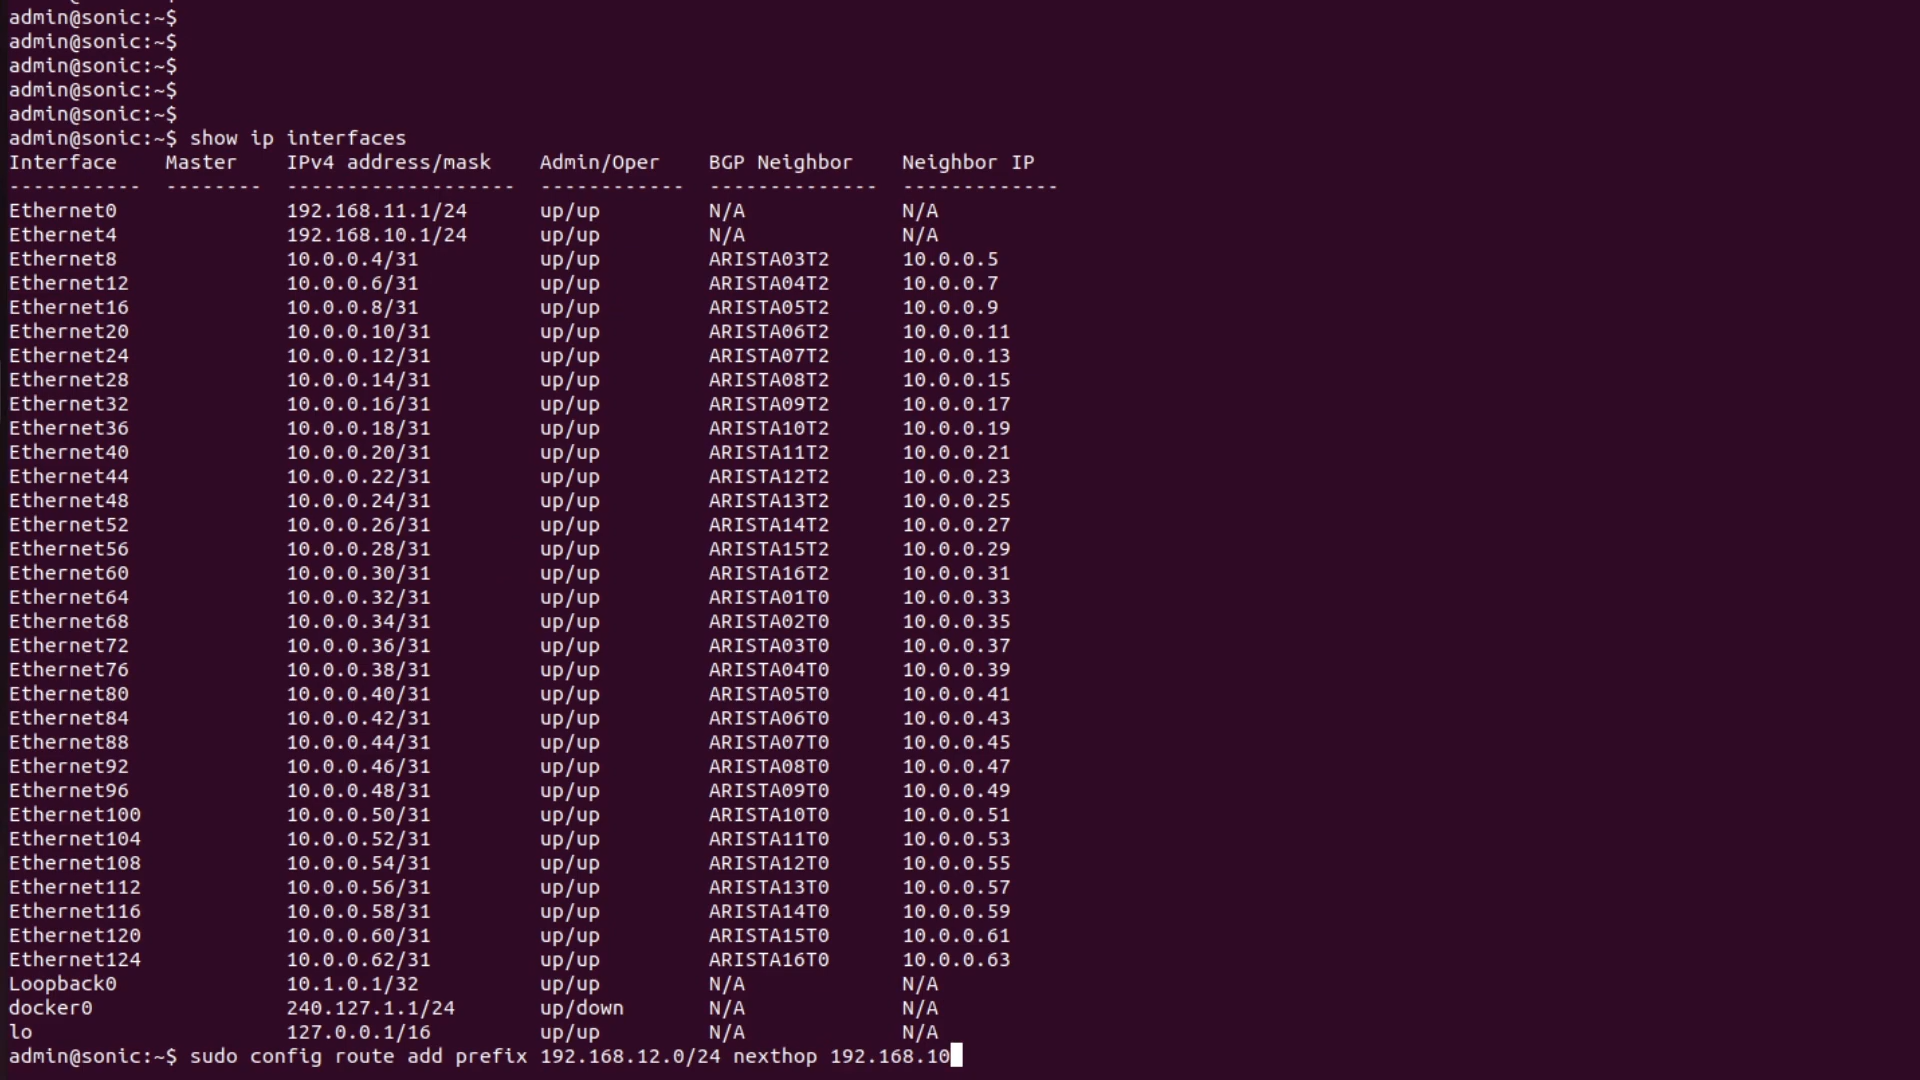 admin@sonic:~$
admin@sonic:~$
admin@sonic:~$
admin@sonic:~$
admin@sonic:~$
admin@sonic:~$ show ip interfaces
Interface    Master    IPv4 address/mask    Admin/Oper    BGP Neighbor    Neighbor IP
-----------  --------  -------------------  ------------  --------------  -------------
Ethernet0              192.168.11.1/24      up/up         N/A             N/A
Ethernet4              192.168.10.1/24      up/up         N/A             N/A
Ethernet8              10.0.0.4/31          up/up         ARISTA03T2      10.0.0.5
Ethernet12             10.0.0.6/31          up/up         ARISTA04T2      10.0.0.7
Ethernet16             10.0.0.8/31          up/up         ARISTA05T2      10.0.0.9
Ethernet20             10.0.0.10/31         up/up         ARISTA06T2      10.0.0.11
Ethernet24             10.0.0.12/31         up/up         ARISTA07T2      10.0.0.13
Ethernet28             10.0.0.14/31         up/up         ARISTA08T2      10.0.0.15
Ethernet32             10.0.0.16/31         up/up         ARISTA09T2      10.0.0.17
Ethernet36             10.0.0.18/31         up/up         ARISTA10T2      10.0.0.19
Ethernet40             10.0.0.20/31         up/up         ARISTA11T2      10.0.0.21
Ethernet44             10.0.0.22/31         up/up         ARISTA12T2      10.0.0.23
Ethernet48             10.0.0.24/31         up/up         ARISTA13T2      10.0.0.25
Ethernet52             10.0.0.26/31         up/up         ARISTA14T2      10.0.0.27
Ethernet56             10.0.0.28/31         up/up         ARISTA15T2      10.0.0.29
Ethernet60             10.0.0.30/31         up/up         ARISTA16T2      10.0.0.31
Ethernet64             10.0.0.32/31         up/up         ARISTA01T0      10.0.0.33
Ethernet68             10.0.0.34/31         up/up         ARISTA02T0      10.0.0.35
Ethernet72             10.0.0.36/31         up/up         ARISTA03T0      10.0.0.37
Ethernet76             10.0.0.38/31         up/up         ARISTA04T0      10.0.0.39
Ethernet80             10.0.0.40/31         up/up         ARISTA05T0      10.0.0.41
Ethernet84             10.0.0.42/31         up/up         ARISTA06T0      10.0.0.43
Ethernet88             10.0.0.44/31         up/up         ARISTA07T0      10.0.0.45
Ethernet92             10.0.0.46/31         up/up         ARISTA08T0      10.0.0.47
Ethernet96             10.0.0.48/31         up/up         ARISTA09T0      10.0.0.49
Ethernet100            10.0.0.50/31         up/up         ARISTA10T0      10.0.0.51
Ethernet104            10.0.0.52/31         up/up         ARISTA11T0      10.0.0.53
Ethernet108            10.0.0.54/31         up/up         ARISTA12T0      10.0.0.55
Ethernet112            10.0.0.56/31         up/up         ARISTA13T0      10.0.0.57
Ethernet116            10.0.0.58/31         up/up         ARISTA14T0      10.0.0.59
Ethernet120            10.0.0.60/31         up/up         ARISTA15T0      10.0.0.61
Ethernet124            10.0.0.62/31         up/up         ARISTA16T0      10.0.0.63
Loopback0              10.1.0.1/32          up/up         N/A             N/A
docker0                240.127.1.1/24       up/down       N/A             N/A
lo                     127.0.0.1/16         up/up         N/A             N/A
admin@sonic:~$ sudo config route add prefix 192.168.12.0/24 nexthop 192.168.10